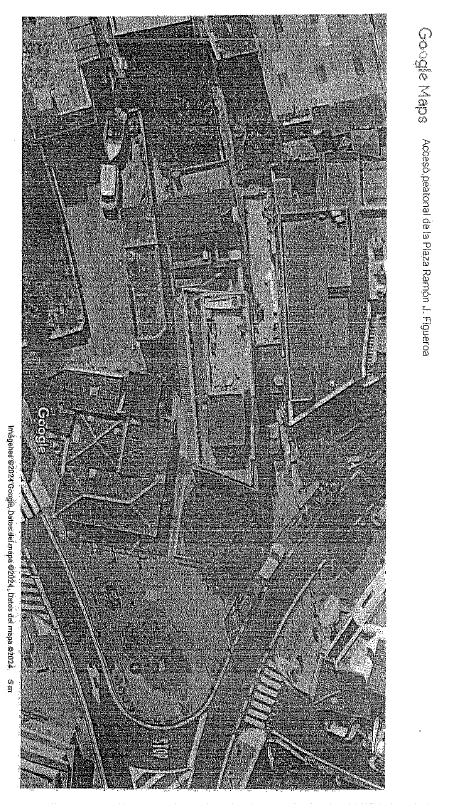 Google Maps
Acceso peatonal de la Plaza Ramón J. Figueroa
Google
Imágenes ©2024 Google, Datos del mapa ©2024, Datos del mapa ©2024